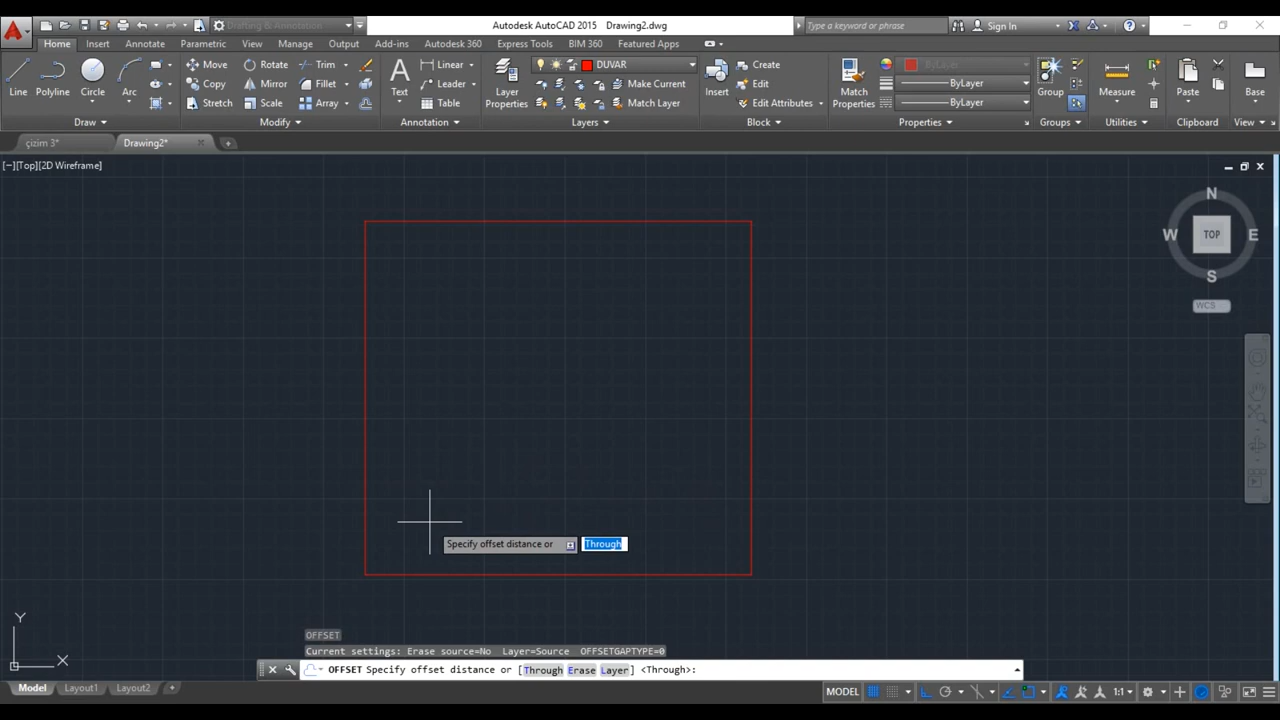 Drafting & Annotation
Autodesk AutoCAD 2015 Drawing2.dwg
Type a keyword or phrase
Sign In
Home Insert Annotate Parametric View Manage Output Add-ins Autodesk 360 Express Tools BIM 360 Featured Apps
Line Polyline Circle Arc
Move Rotate Trim
Copy Mirror Fillet
Stretch Scale Array
Text
Linear
Leader
Table
Layer Properties
DUVAR
Make Current
Match Layer
Insert
Create
Edit
Edit Attributes
Match Properties
ByLayer
ByLayer
ByLayer
Group
Measure
Paste
Base
Draw Modify Annotation Layers Block Properties Groups Utilities Clipboard View
çizim 3* Drawing2*
[−][Top][2D Wireframe]
N
W TOP E
S
WCS
Specify offset distance or Through
Y
X
OFFSET
Current settings: Erase source=No Layer=Source OFFSETGAPTYPE=0
OFFSET Specify offset distance or [Through Erase Layer] <Through>:
Model Layout1 Layout2 +
MODEL 1:1